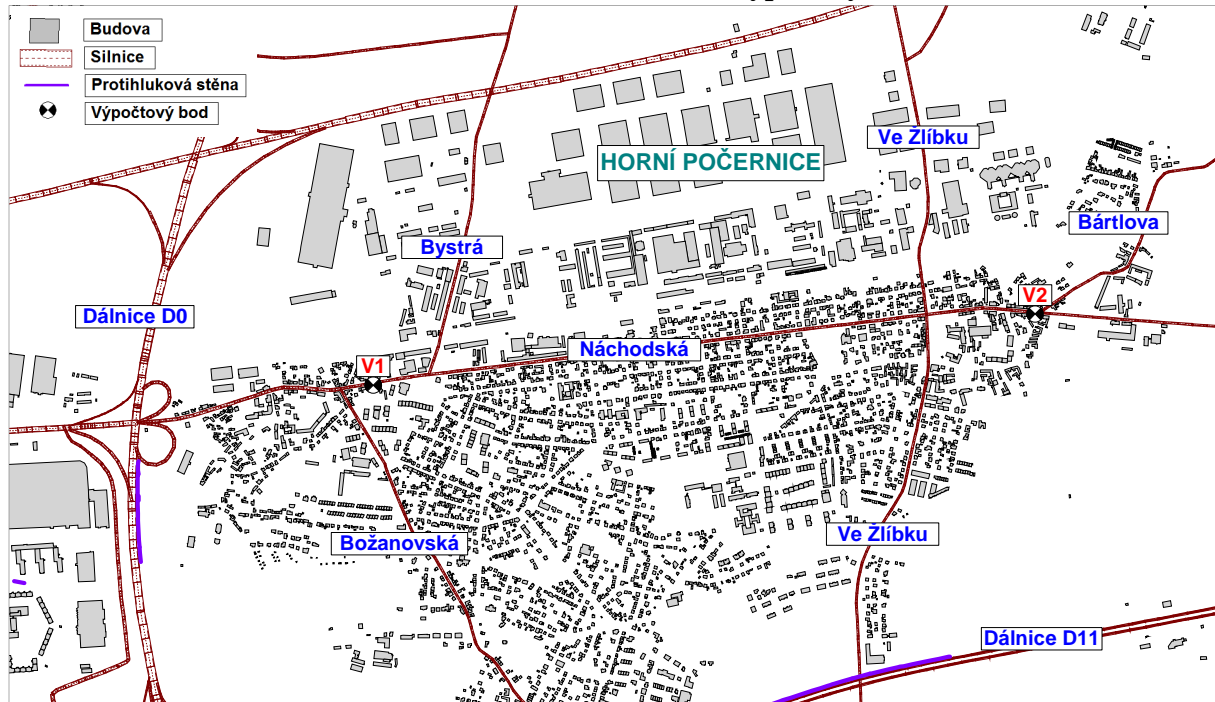 Budova
Silnice
Protihluková stěna
Výpočtový bod
HORNÍ POČERNICE
Ve Žlíbku
Bártlova
Bystrá
V2
Dálnice D0
Náchodská
V1
Božanovská
Ve Žlíbku
Dálnice D11